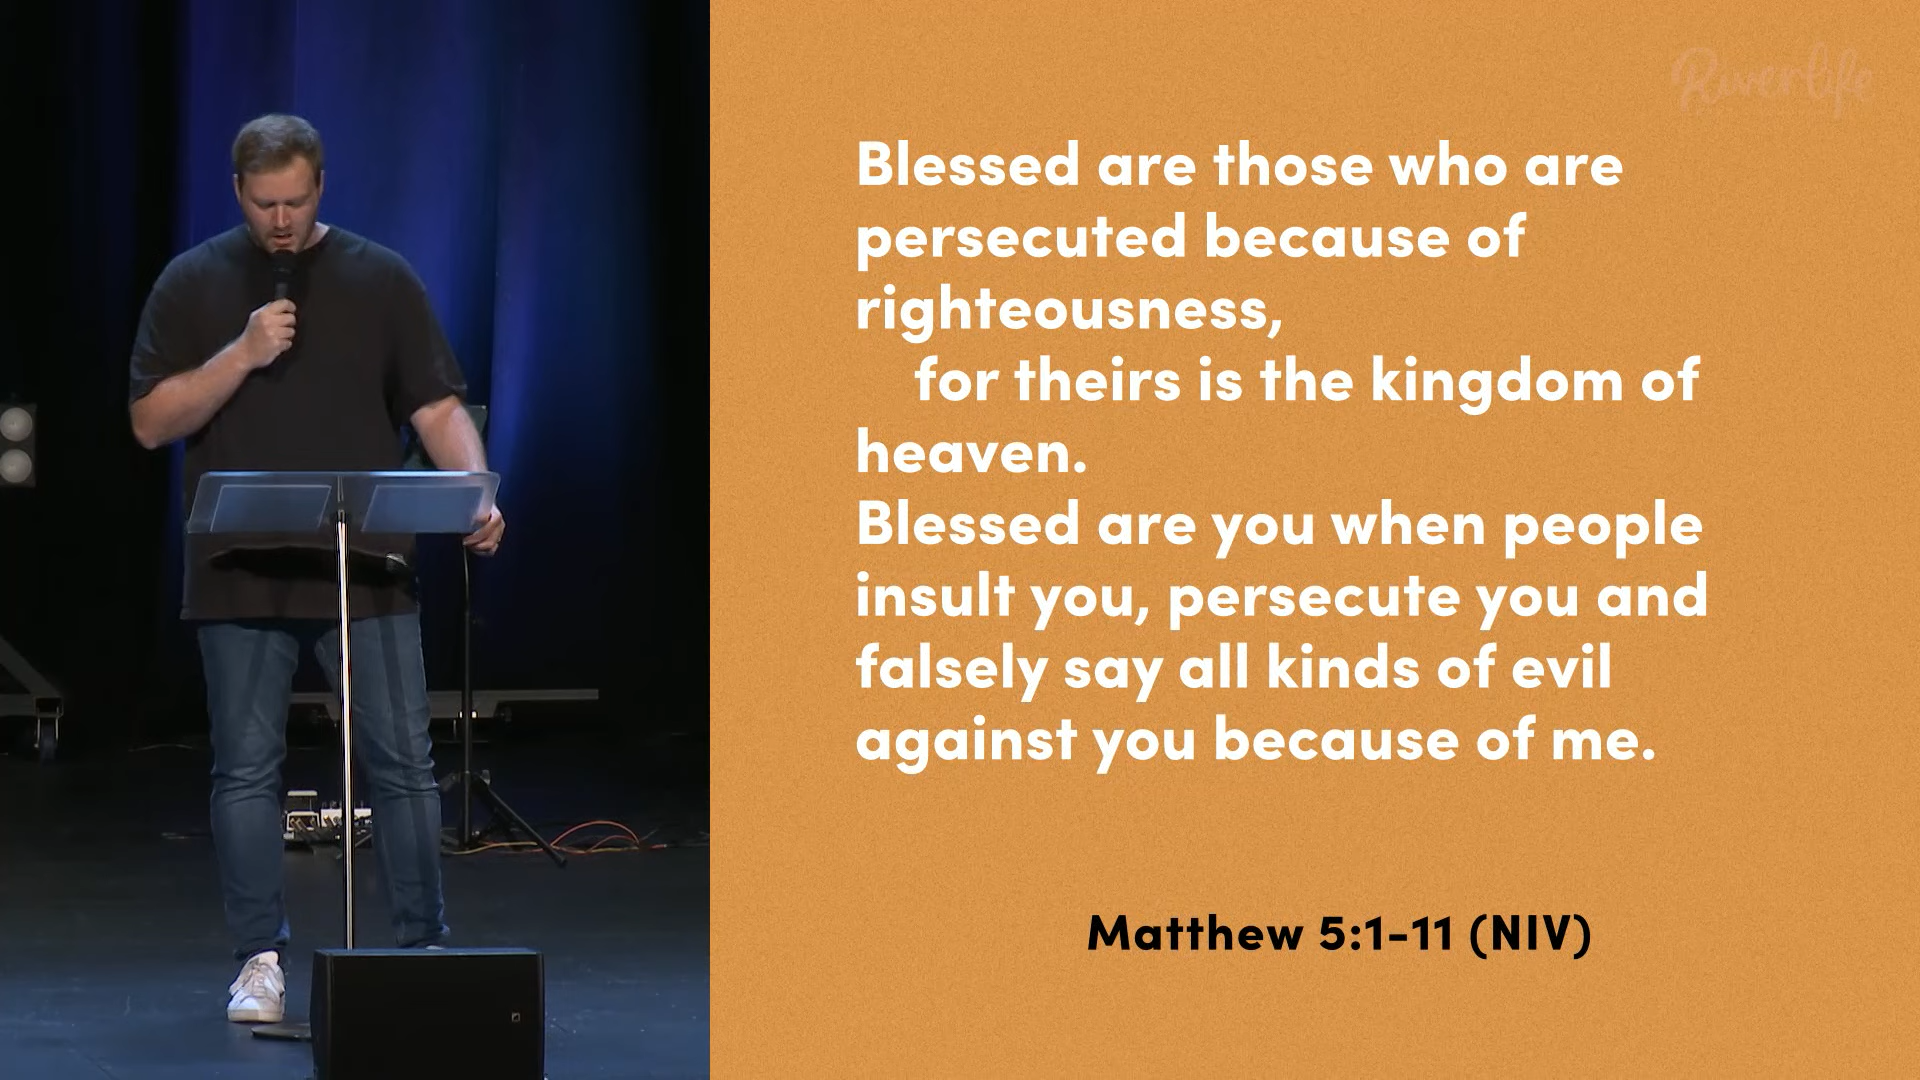 Riverlife
Blessed are those who are
persecuted because of
righteousness,
for theirs is the kingdom of
heaven.
Blessed are you when people
insult you, persecute you and
falsely say all kinds of evil
against you because of me.
Matthew 5:1-11 (NIV)